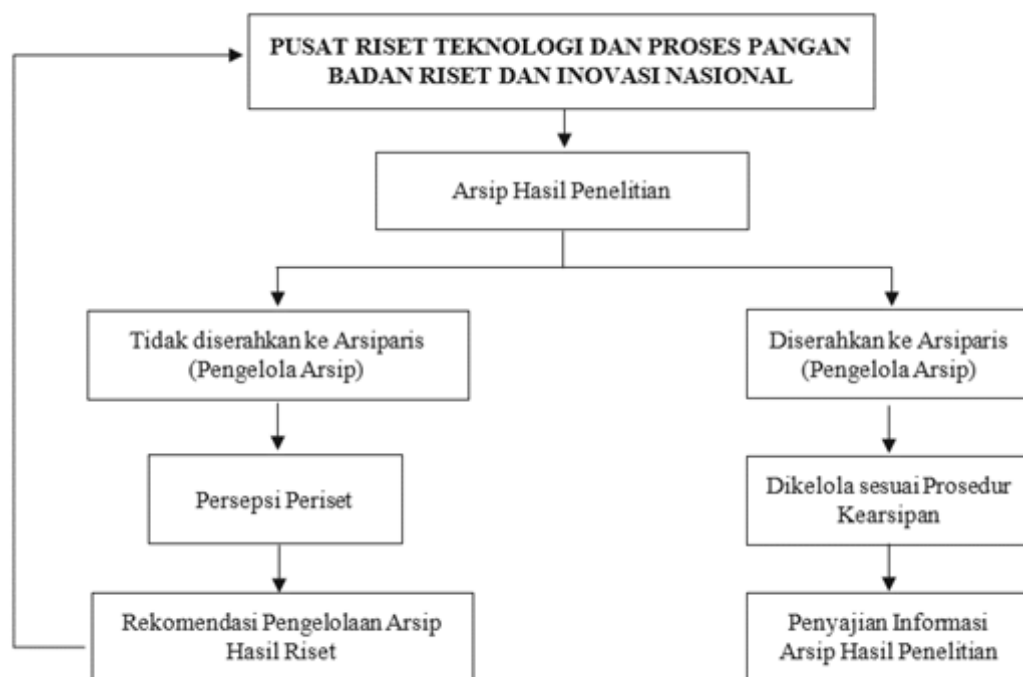 PUSAT RISET TEKNOLOGI DAN PROSES PANGAN
BADAN RISET DAN INOVASI NASIONAL
Arsip Hasil Penelitian
Tidak diserahkan ke Arsiparis
(Pengelola Arsip)
Diserahkan ke Arsiparis
(Pengelola Arsip)
Persepsi Periset
Dikelola sesuai Prosedur
Kearsipan
Rekomendasi Pengelolaan Arsip
Hasil Riset
Penyajian Informasi
Arsip Hasil Penelitian